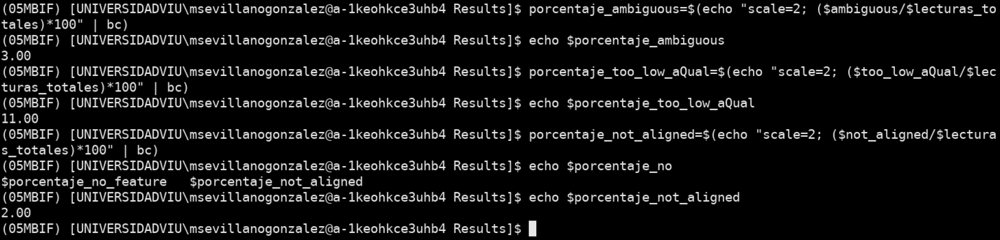 (05MBIF) [UNIVERSIDADVIU\msevillanogonzalez@a-1keohkce3uhb4 Results]$ porcentaje_ambiguous=$(echo "scale=2; ($ambiguous/$lecturas_to
tales)*100" | bc)
(05MBIF) [UNIVERSIDADVIU\msevillanogonzalez@a-1keohkce3uhb4 Results]$ echo $porcentaje_ambiguous
3.00
(05MBIF) [UNIVERSIDADVIU\msevillanogonzalez@a-1keohkce3uhb4 Results]$ porcentaje_too_low_aQual=$(echo "scale=2; ($too_low_aQual/$lec
turas_totales)*100" | bc)
(05MBIF) [UNIVERSIDADVIU\msevillanogonzalez@a-1keohkce3uhb4 Results]$ echo $porcentaje_too_low_aQual
11.00
(05MBIF) [UNIVERSIDADVIU\msevillanogonzalez@a-1keohkce3uhb4 Results]$ porcentaje_not_aligned=$(echo "scale=2; ($not_aligned/$lectura
s_totales)*100" | bc)
(05MBIF) [UNIVERSIDADVIU\msevillanogonzalez@a-1keohkce3uhb4 Results]$ echo $porcentaje_no
$porcentaje_no_feature   $porcentaje_not_aligned
(05MBIF) [UNIVERSIDADVIU\msevillanogonzalez@a-1keohkce3uhb4 Results]$ echo $porcentaje_not_aligned
2.00
(05MBIF) [UNIVERSIDADVIU\msevillanogonzalez@a-1keohkce3uhb4 Results]$